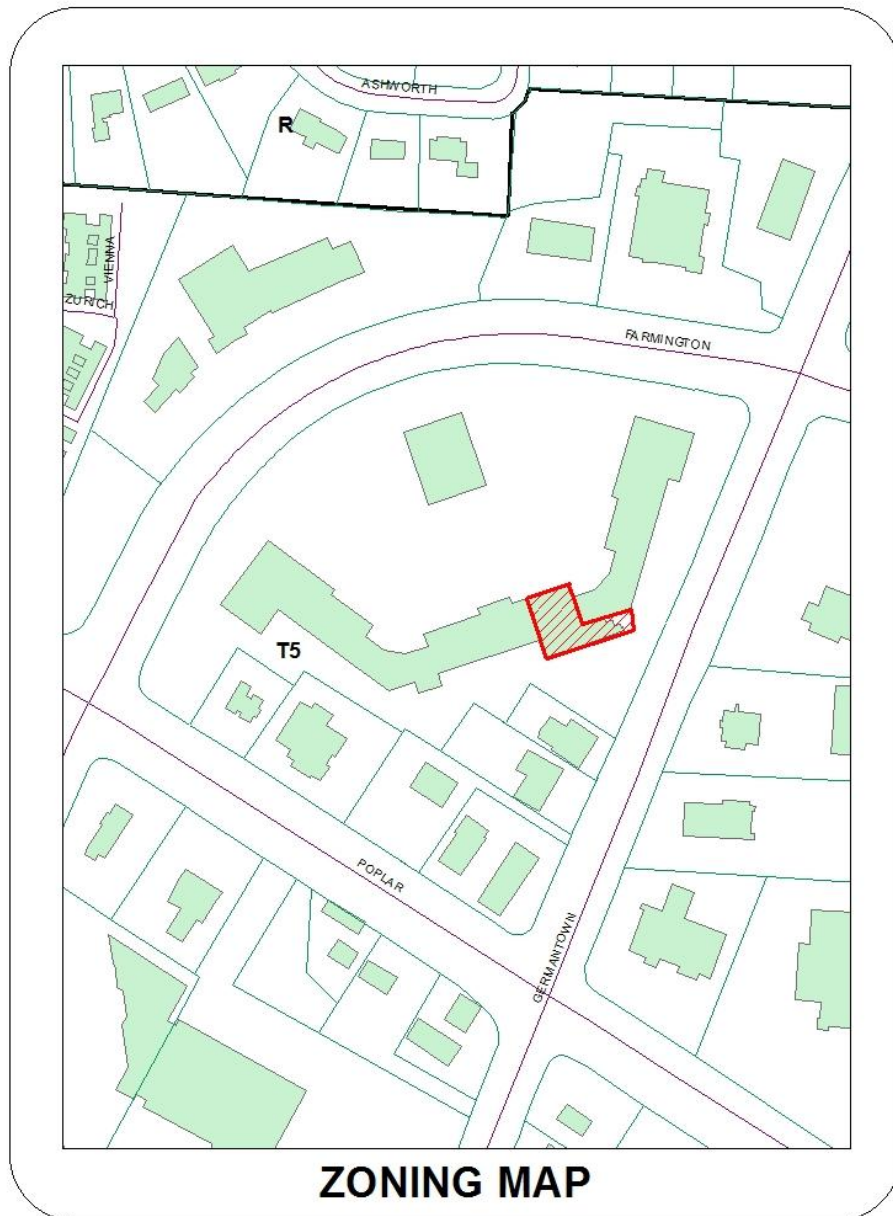 ASHWORTH
R
VIENNA
ZURICH
FARMINGTON
T5
POPLAR
GERMANTOWN
ZONING MAP